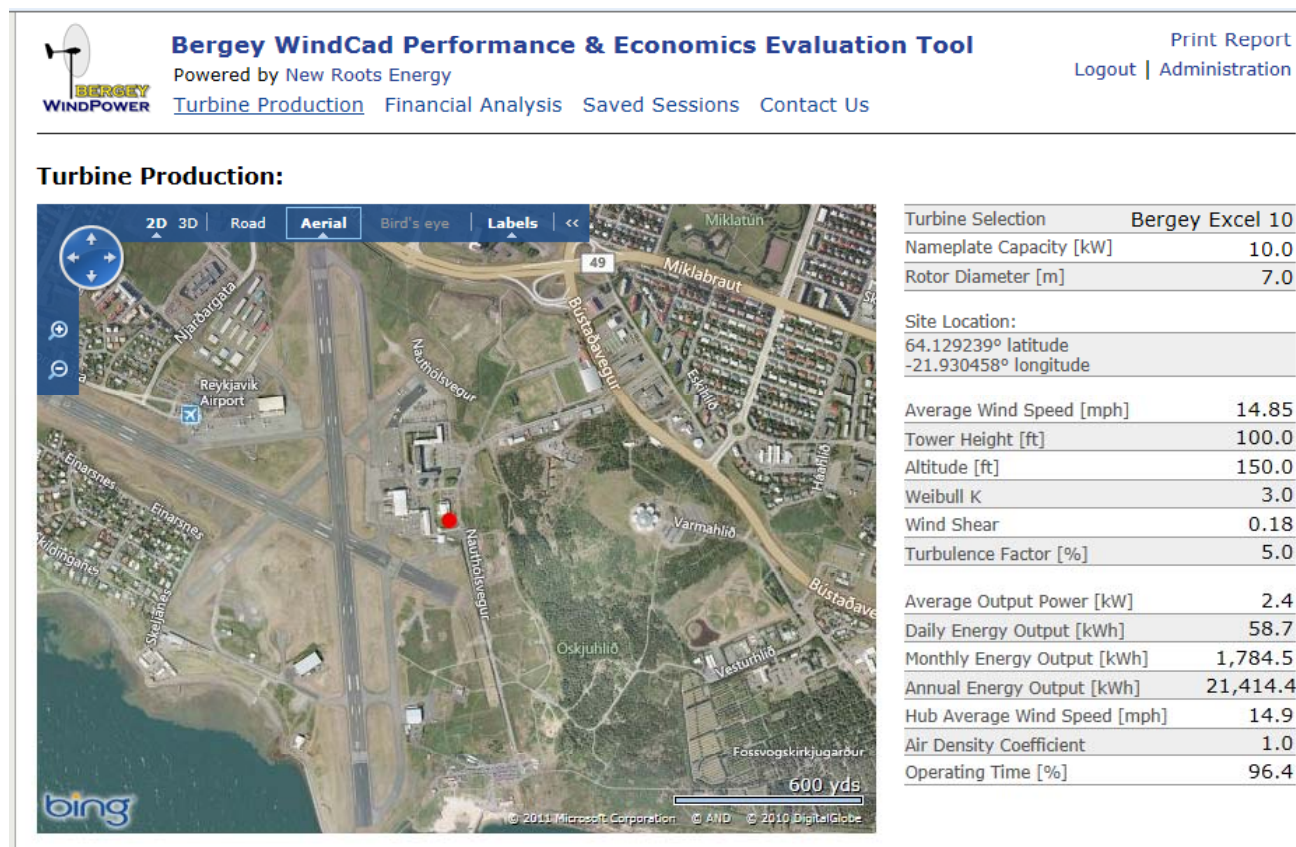 Bergey WindCad Performance & Economics Evaluation Tool
Print Report
Powered by New Roots Energy
Logout | Administration
BERGEY
WINDPOWER
Turbine Production Financial Analysis Saved Sessions Contact Us
Turbine Production:
2D 3D Road Aerial Bird's eye Labels <<
Miklatún
49
Miklabraut
Njarðargata
Bústaðavegur
Nauthólsvegur
Reykjavik
Airport
Eskihlíð
Háahlíð
Einarsnes
Einarsnes
Varmahlíð
Nauthólsvegur
Skildinganes
Bústaðave
Skeljanes
Öskjuhlíð
Vesturhlíð
Fossvogskirkjugarður
600 yds
bing
© 2011 Microsoft Corporation © AND © 2010 DigitalGlobe
Turbine Selection Bergey Excel 10
Nameplate Capacity [kW] 10.0
Rotor Diameter [m] 7.0
Site Location:
64.129239° latitude
-21.930458° longitude
Average Wind Speed [mph] 14.85
Tower Height [ft] 100.0
Altitude [ft] 150.0
Weibull K 3.0
Wind Shear 0.18
Turbulence Factor [%] 5.0
Average Output Power [kW] 2.4
Daily Energy Output [kWh] 58.7
Monthly Energy Output [kWh] 1,784.5
Annual Energy Output [kWh] 21,414.4
Hub Average Wind Speed [mph] 14.9
Air Density Coefficient 1.0
Operating Time [%] 96.4